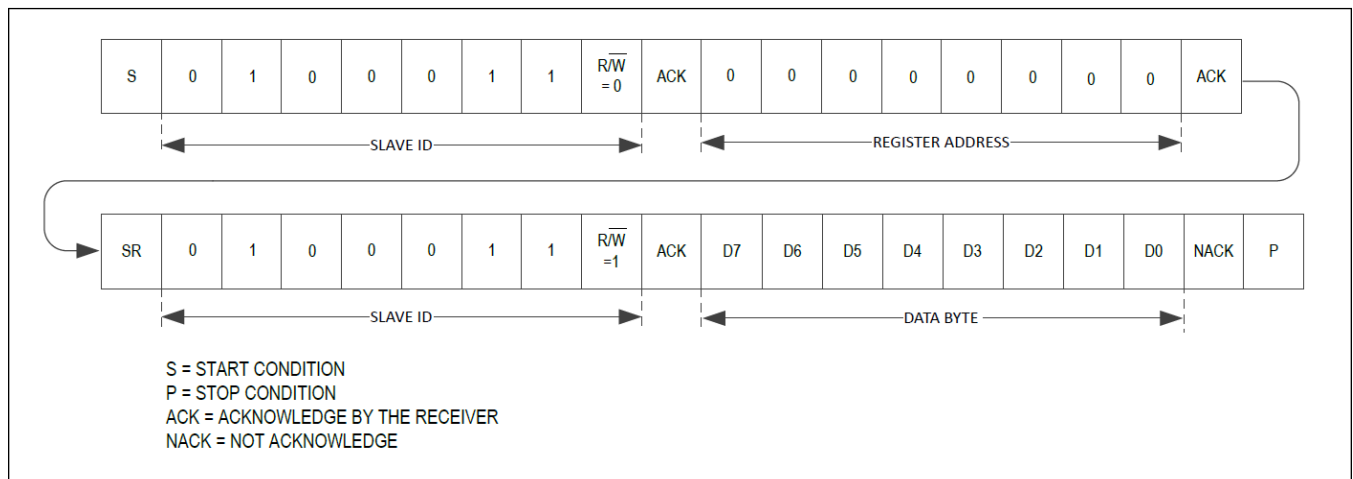 S 0 1 0 0 0 1 1 R/W̅ = 0 ACK 0 0 0 0 0 0 0 0 ACK
SLAVE ID REGISTER ADDRESS
SR 0 1 0 0 0 1 1 R/W̅ =1 ACK D7 D6 D5 D4 D3 D2 D1 D0 NACK P
SLAVE ID DATA BYTE
S = START CONDITION
P = STOP CONDITION
ACK = ACKNOWLEDGE BY THE RECEIVER
NACK = NOT ACKNOWLEDGE